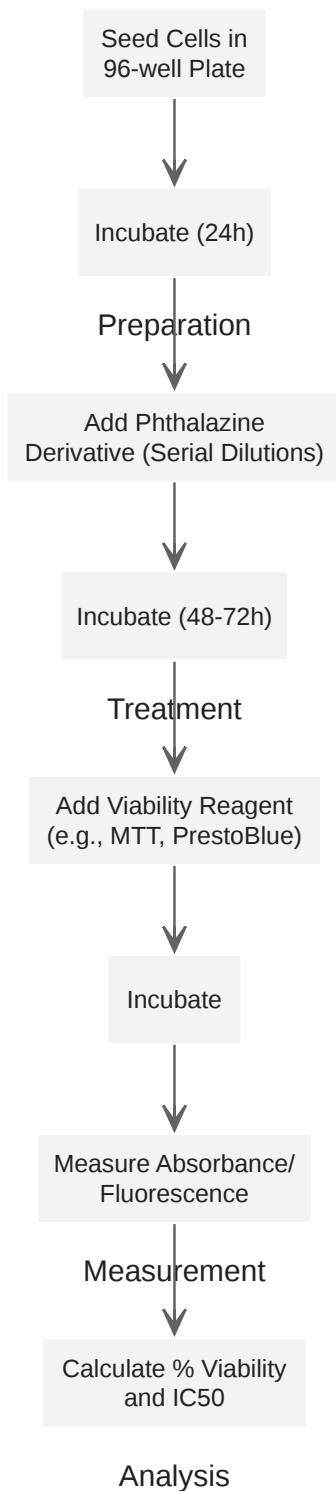 Seed Cells in
96-well Plate
Incubate (24h)
Preparation
Add Phthalazine
Derivative (Serial Dilutions)
Incubate (48-72h)
Treatment
Add Viability Reagent
(e.g., MTT, PrestoBlue)
Incubate
Measure Absorbance/
Fluorescence
Measurement
Calculate % Viability
and IC50
Analysis